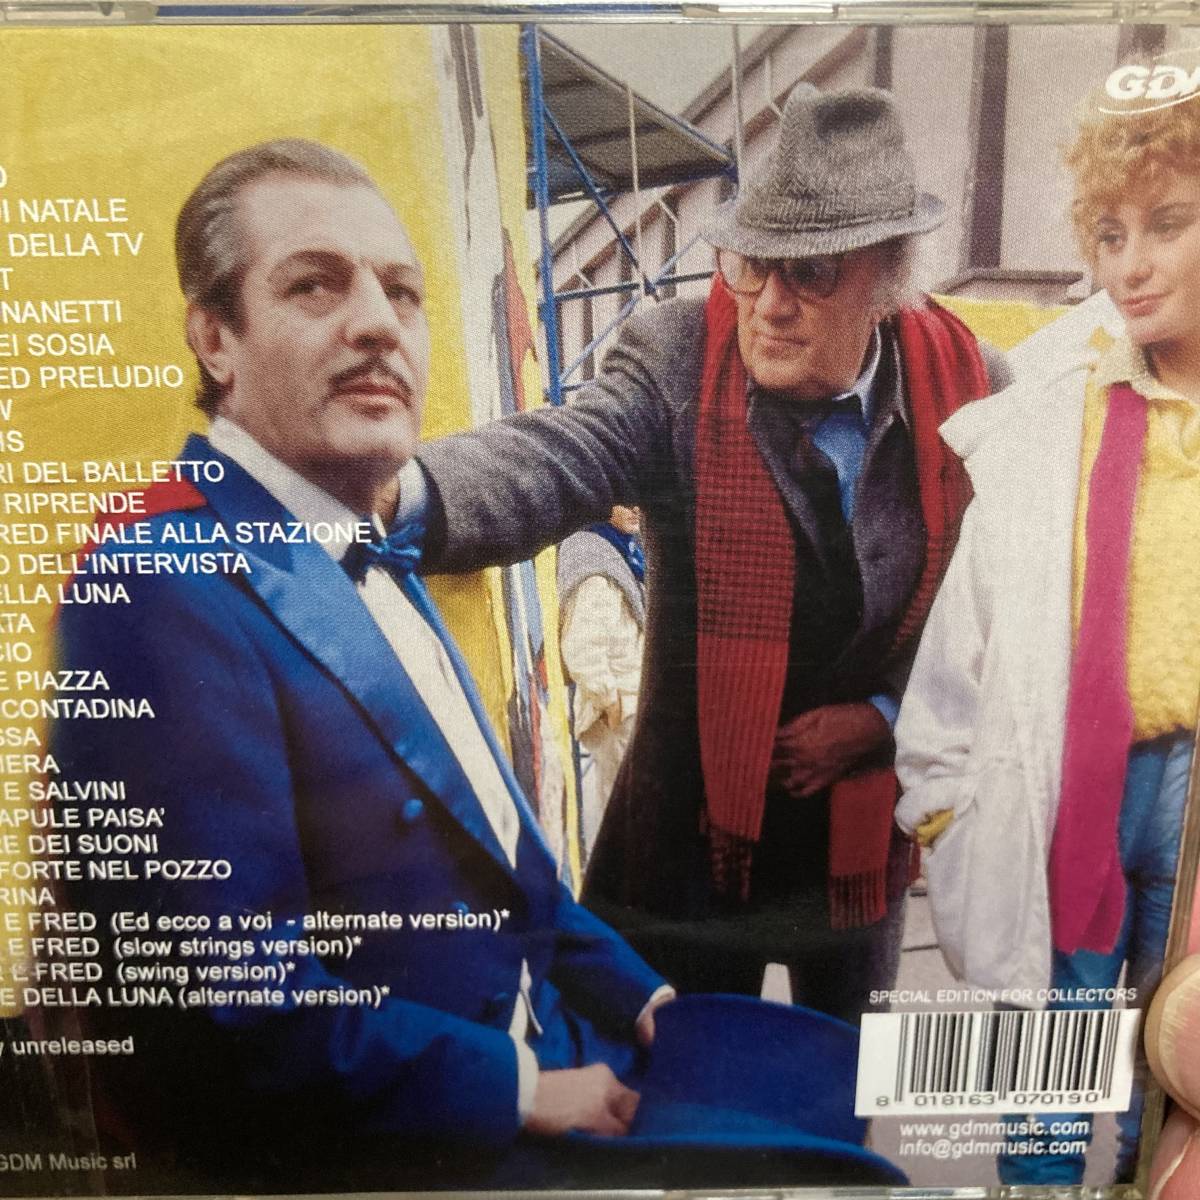 GDM
DI NATALE
DELLA TV
NANETTI
EI SOSIA
ED PRELUDIO
W
IS
RI DEL BALLETTO
RIPRENDE
RED FINALE ALLA STAZIONE
O DELL'INTERVISTA
ELLA LUNA
ATA
CIO
E PIAZZA
CONTADINA
SSA
IERA
E SALVINI
APULE PAISA'
RE DEI SUONI
FORTE NEL POZZO
RINA
E FRED (Ed ecco a voi - alternate version)*
E FRED (slow strings version)*
R E FRED (swing version)*
E DELLA LUNA (alternate version)*
y unreleased
GDM Music srl
SPECIAL EDITION FOR COLLECTORS
8 018163 070190
www.gdmmusic.com
info@gdmmusic.com